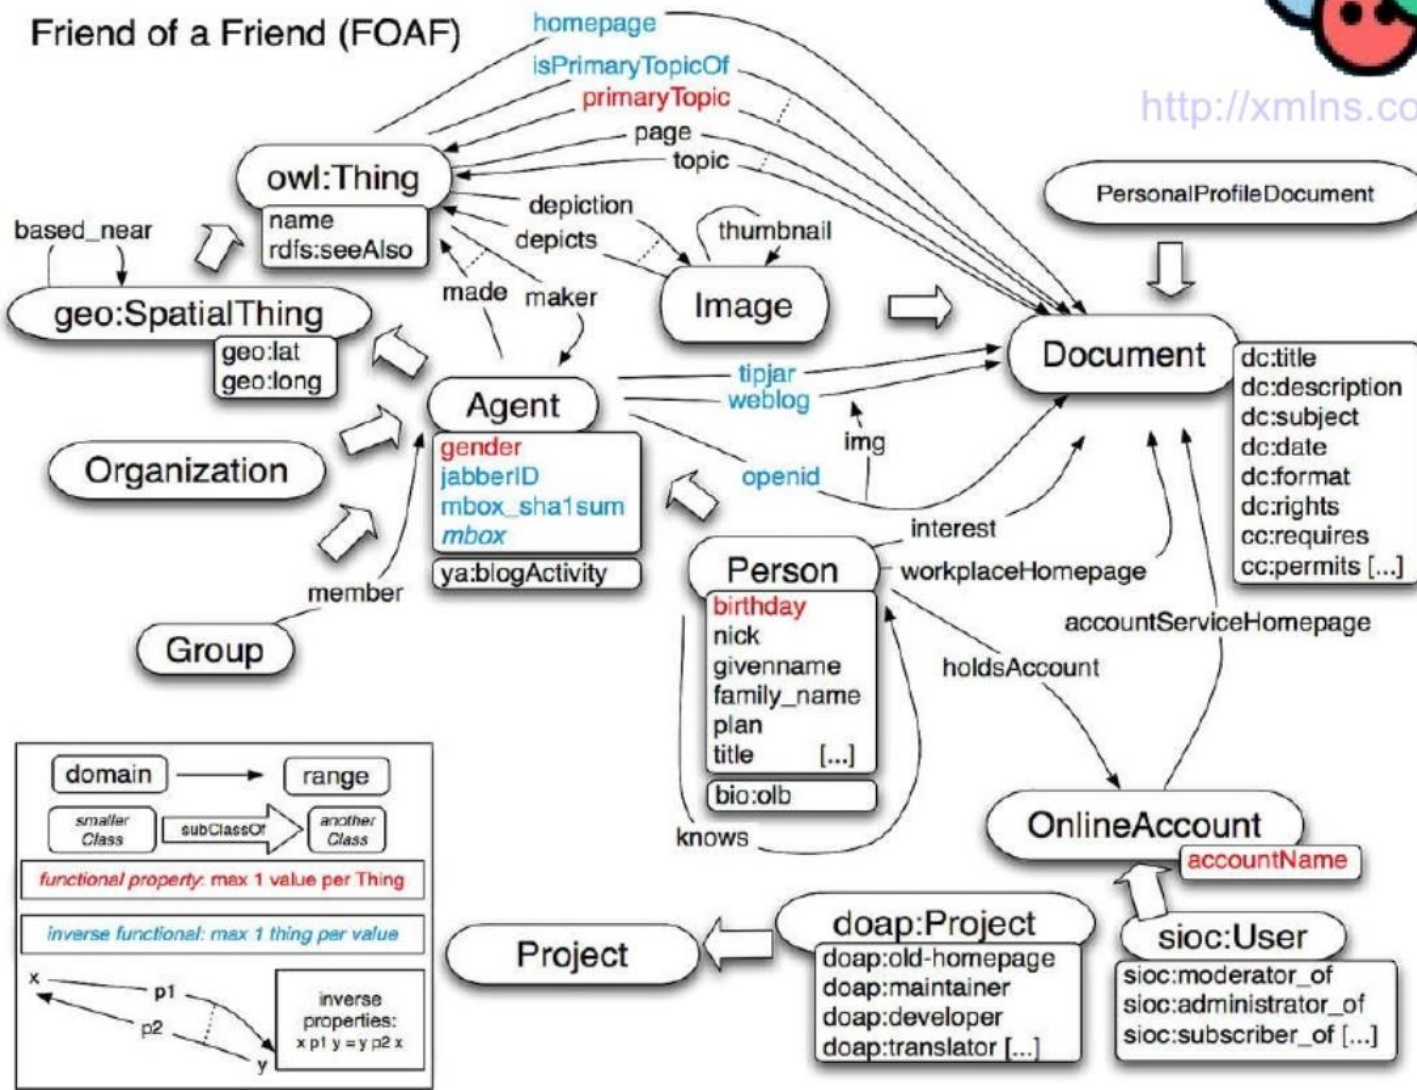 Friend of a Friend (FOAF)
homepage
isPrimaryTopicOf
primaryTopic
page
topic
http://xmlns.co
owl:Thing
name
rdfs:seeAlso
depiction
depicts
thumbnail
PersonalProfileDocument
based_near
made
maker
Image
geo:SpatialThing
geo:lat
geo:long
Document
dc:title
dc:description
dc:subject
dc:date
dc:format
dc:rights
cc:requires
cc:permits [...]
tipjar
weblog
img
openid
Agent
gender
jabberID
mbox_sha1sum
mbox
ya:blogActivity
Organization
member
Group
interest
workplaceHomepage
accountServiceHomepage
holdsAccount
Person
birthday
nick
givenname
family_name
plan
title [...]
bio:olb
knows
OnlineAccount
accountName
domain
range
smaller
Class
subClassOf
another
Class
functional property: max 1 value per Thing
inverse functional: max 1 thing per value
x
p1
p2
y
inverse
properties:
x p1 y = y p2 x
Project
doap:Project
doap:old-homepage
doap:maintainer
doap:developer
doap:translator [...]
sioc:User
sioc:moderator_of
sioc:administrator_of
sioc:subscriber_of [...]